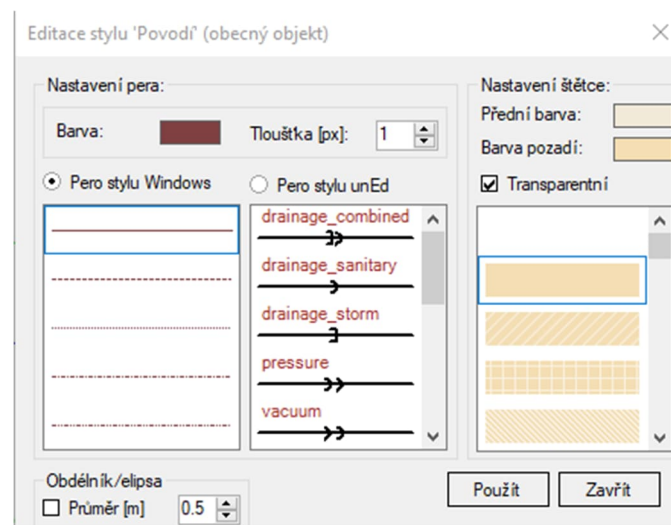 Editace stylu 'Povodí' (obecný objekt)
Nastavení pera:
Barva:
Tloušťka [px]:
1
Pero stylu Windows
Pero stylu unEd
drainage_combined
drainage_sanitary
drainage_storm
pressure
vacuum
Nastavení štětce:
Přední barva:
Barva pozadí:
Transparentní
Obdélník/elipsa
Průměr [m]
0.5
Použít
Zavřít